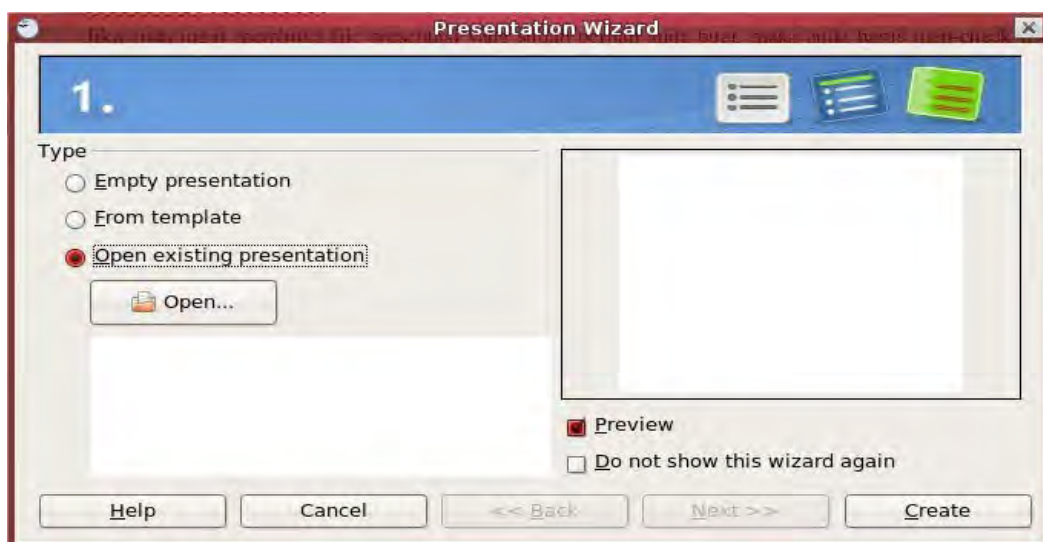 Presentation Wizard
1.
Type
Empty presentation
From template
Open existing presentation
Open...
Preview
Do not show this wizard again
Help
Cancel
<< Back
Next >>
Create